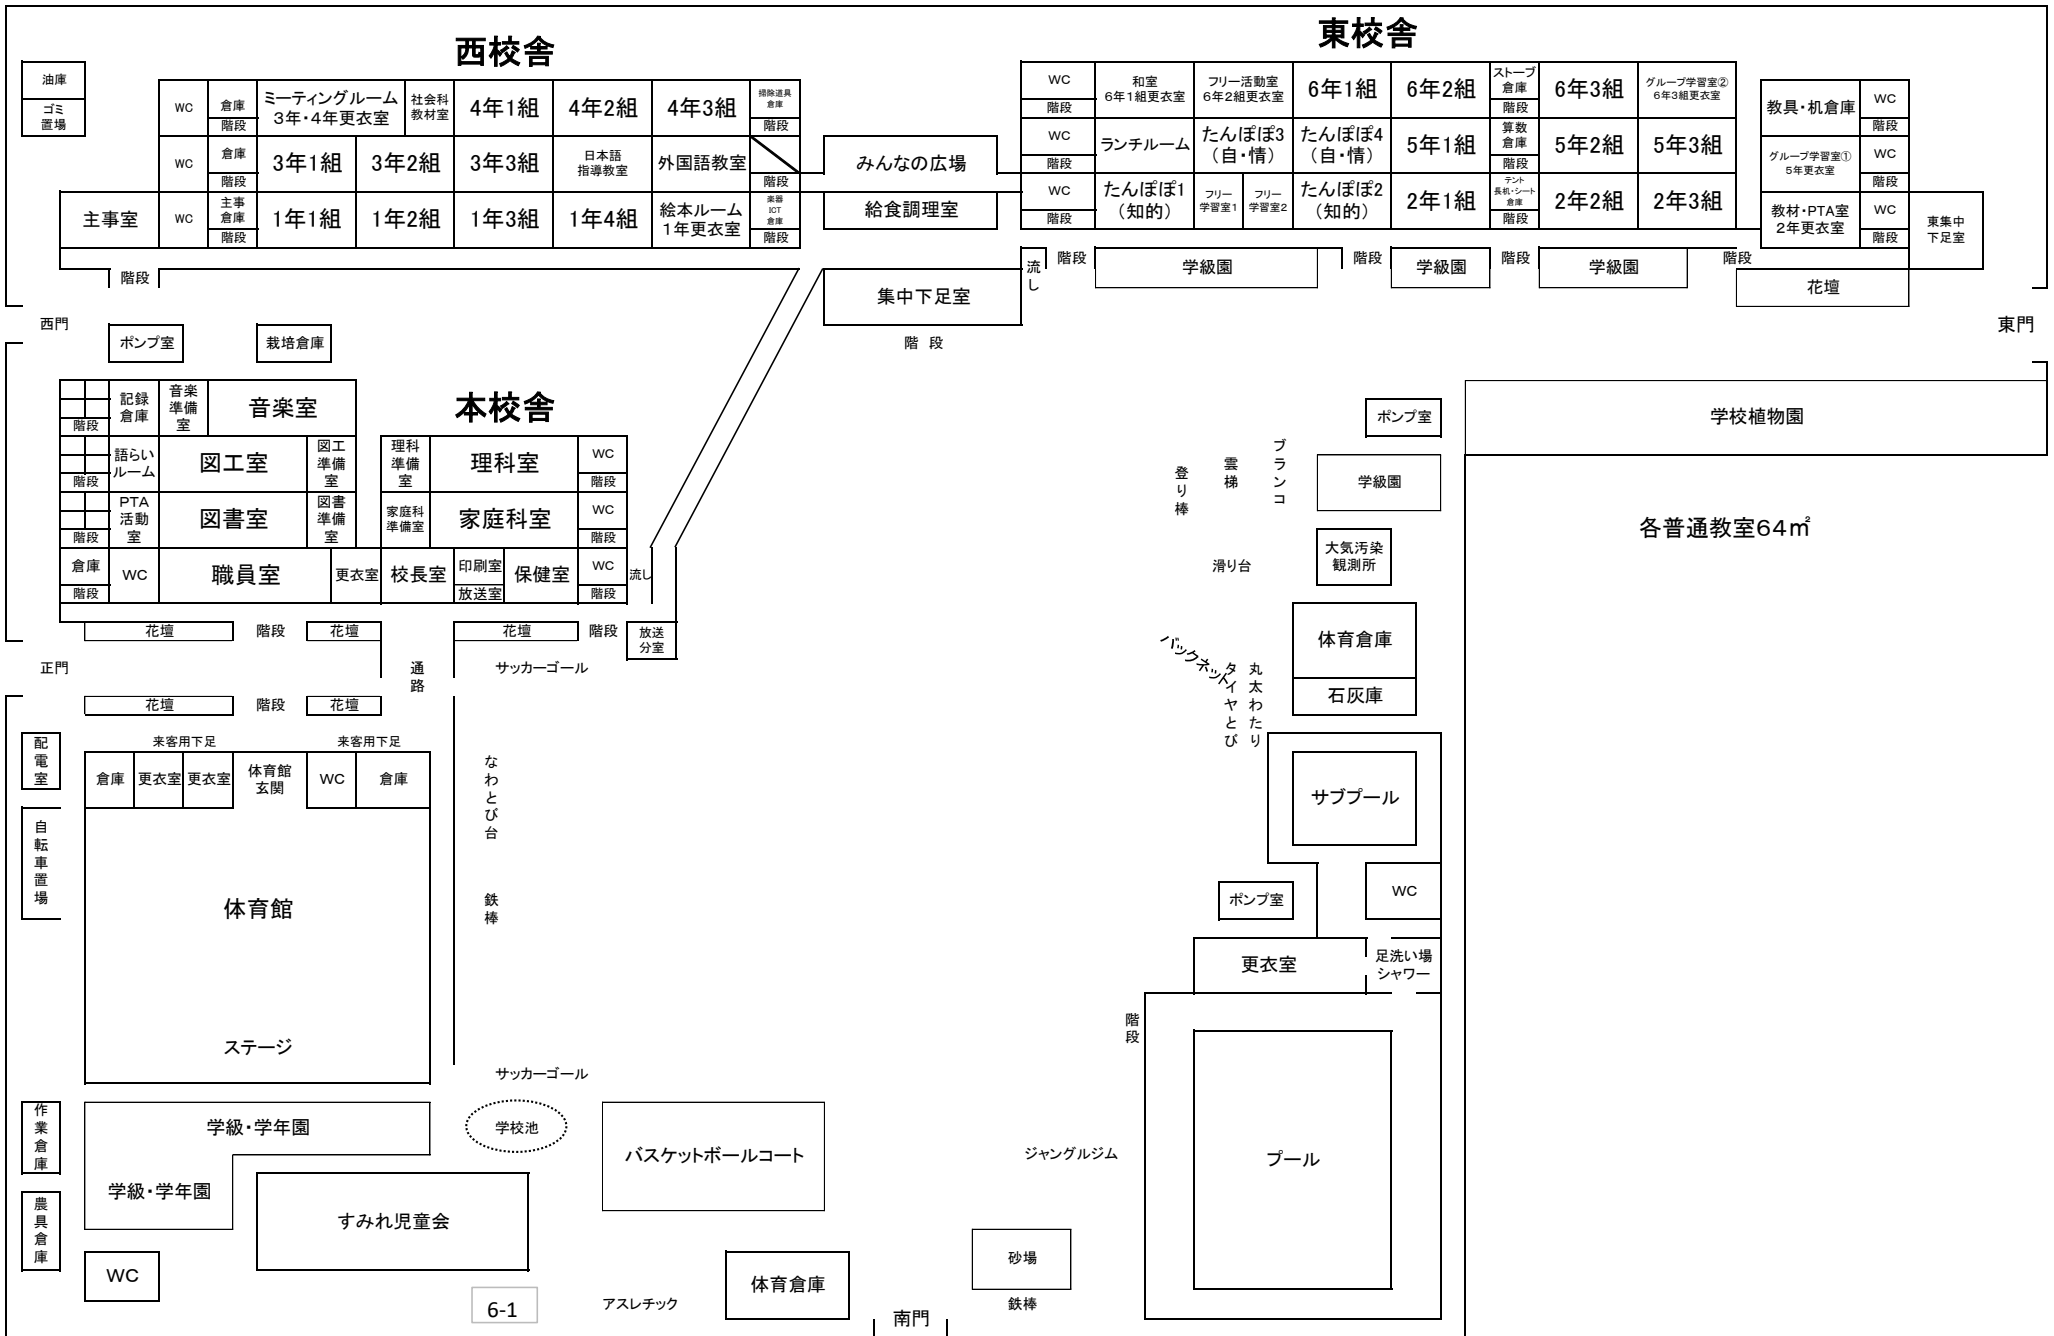 西校舎
東校舎
油庫
ゴミ
置場
WC
倉庫
階段
ミーティングルーム
3年・4年更衣室
社会科
教材室
4年1組
4年2組
4年3組
掃除道具
倉庫
階段
WC
倉庫
階段
3年1組
3年2組
3年3組
日本語
指導教室
外国語教室
階段
主事室
WC
主事
倉庫
階段
1年1組
1年2組
1年3組
1年4組
絵本ルーム
1年更衣室
楽器
ICT
倉庫
階段
階段
みんなの広場
給食調理室
集中下足室
階 段
WC
階段
和室
6年1組更衣室
フリー活動室
6年2組更衣室
6年1組
6年2組
ストーブ
倉庫
階段
6年3組
グループ学習室②
6年3組更衣室
WC
階段
ランチルーム
たんぽぽ3
(自・情)
たんぽぽ4
(自・情)
5年1組
算数
倉庫
階段
5年2組
5年3組
WC
階段
たんぽぽ1
(知的)
フリー
学習室1
フリー
学習室2
たんぽぽ2
(知的)
2年1組
テント
長机・シート
倉庫
階段
2年2組
2年3組
教具・机倉庫
WC
階段
グループ学習室①
5年更衣室
WC
階段
教材・PTA室
2年更衣室
WC
階段
東集中
下足室
流し
階段
学級園
階段
学級園
階段
学級園
階段
花壇
西門
東門
ポンプ室
栽培倉庫
本校舎
階段
記録
倉庫
音楽
準備
室
音楽室
階段
語らい
ルーム
図工室
図工
準備
室
理科
準備
室
理科室
WC
階段
階段
PTA
活動
室
図書室
図書
準備
室
家庭科
準備室
家庭科室
WC
階段
倉庫
階段
WC
職員室
更衣室
校長室
印刷室
放送室
保健室
WC
階段
流し
花壇
階段
花壇
花壇
階段
放送
分室
正門
通路
サッカーゴール
花壇
階段
花壇
配電室
来客用下足
来客用下足
倉庫
更衣室
更衣室
体育館
玄関
WC
倉庫
自転車置場
体育館
ステージ
なわとび台
鉄棒
サッカーゴール
作業倉庫
学級・学年園
学級・学年園
農具倉庫
WC
すみれ児童会
学校池
バスケットボールコート
6-1
アスレチック
体育倉庫
南門
砂場
鉄棒
ジャングルジム
ポンプ室
学校植物園
登り棒
雲梯
ブランコ
学級園
各普通教室64㎡
滑り台
大気汚染
観測所
体育倉庫
石灰庫
バックネット
タイヤとび
丸太わたり
サブプール
ポンプ室
WC
更衣室
足洗い場
シャワー
階段
プール